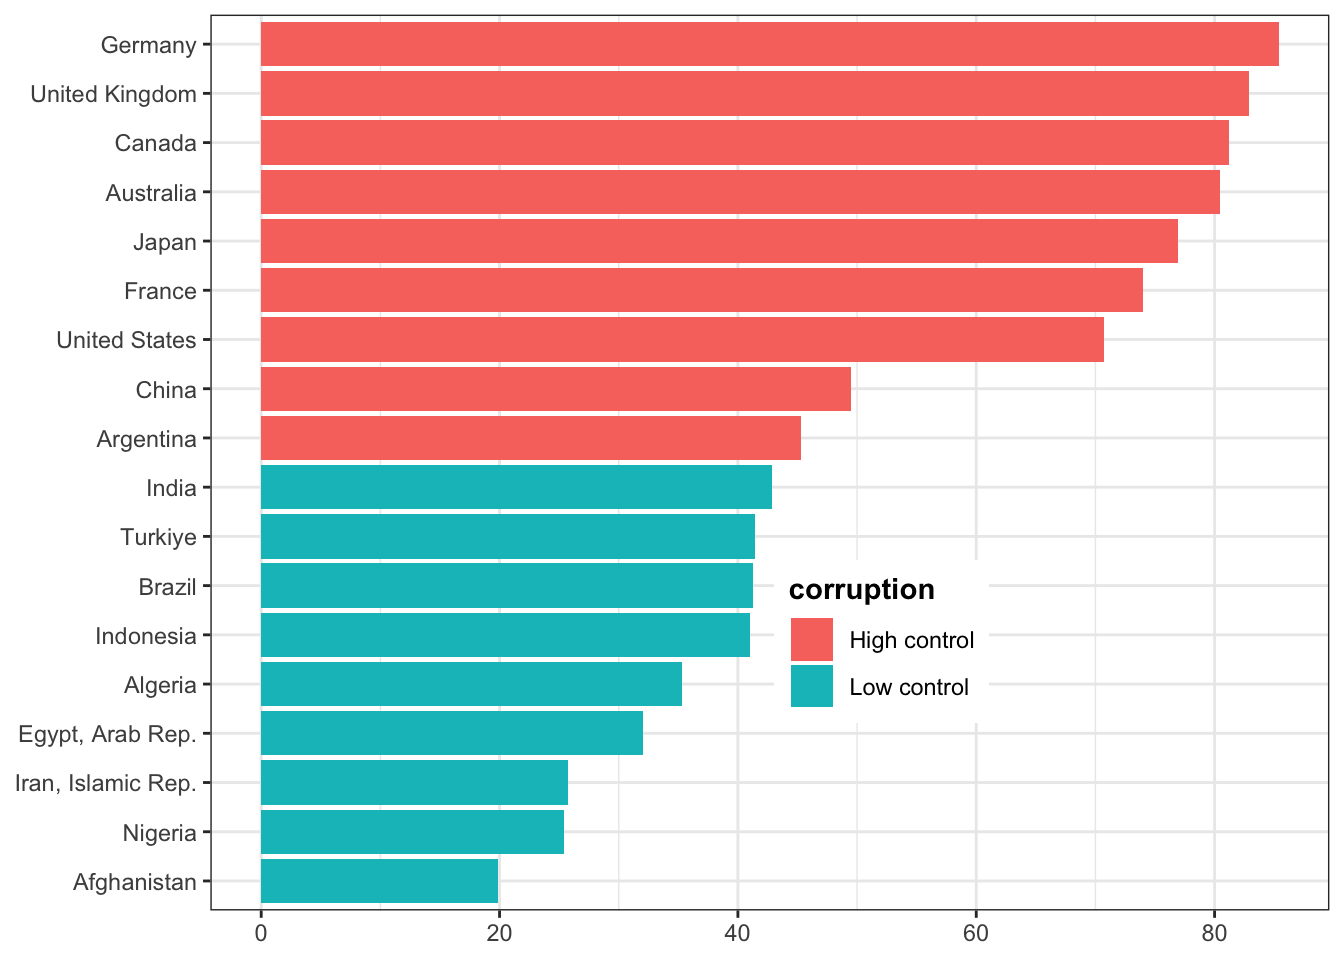 Germany
United Kingdom
Canada
Australia
Japan
France
United States
China
Argentina
India
Turkiye
Brazil
Indonesia
Algeria
Egypt, Arab Rep.
Iran, Islamic Rep.
Nigeria
Afghanistan
corruption
High control
Low control
0 20 40 60 80